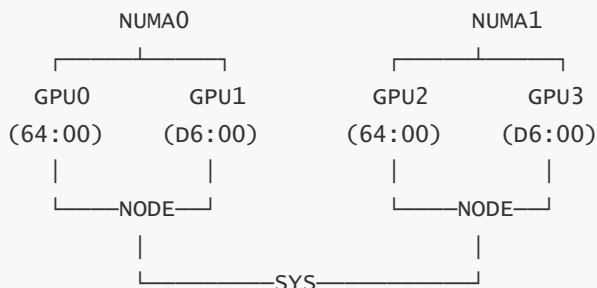 NUMA0 NUMA1
GPU0 GPU1 GPU2 GPU3
(64:00) (D6:00) (64:00) (D6:00)
NODE NODE
SYS